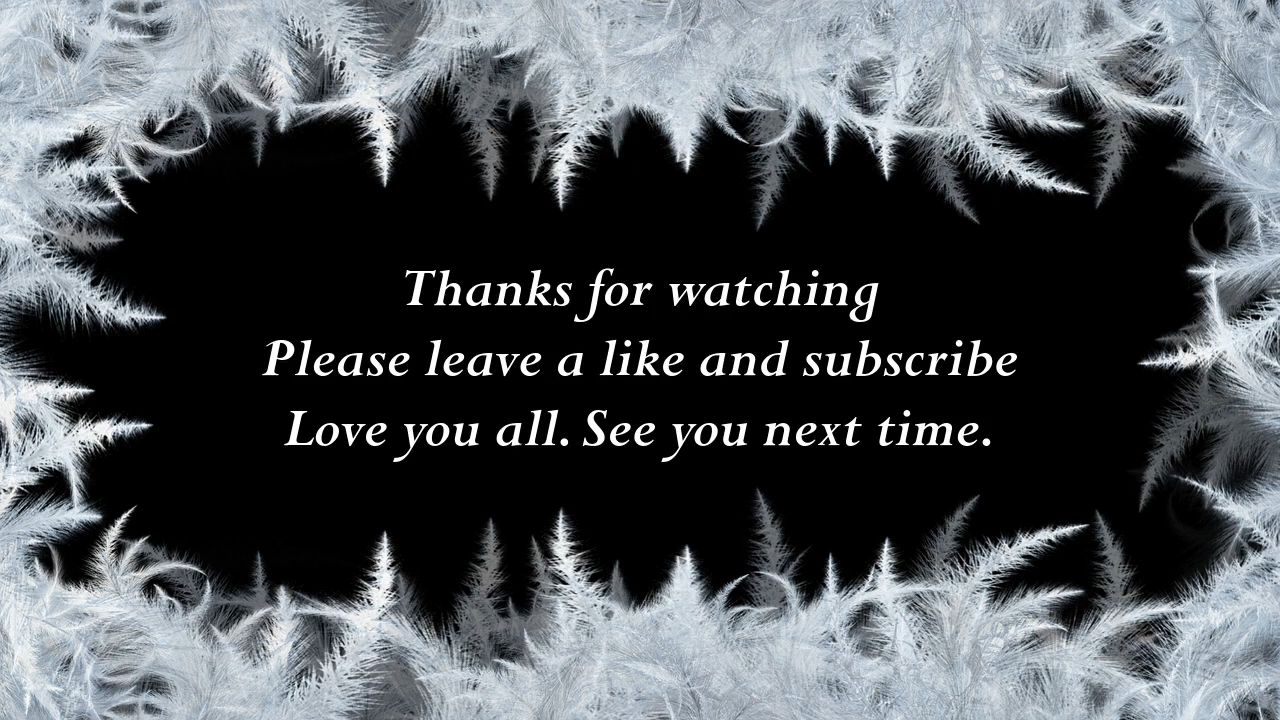 Thanks for watching
Please leave a like and subscribe
Love you all. See you next time.